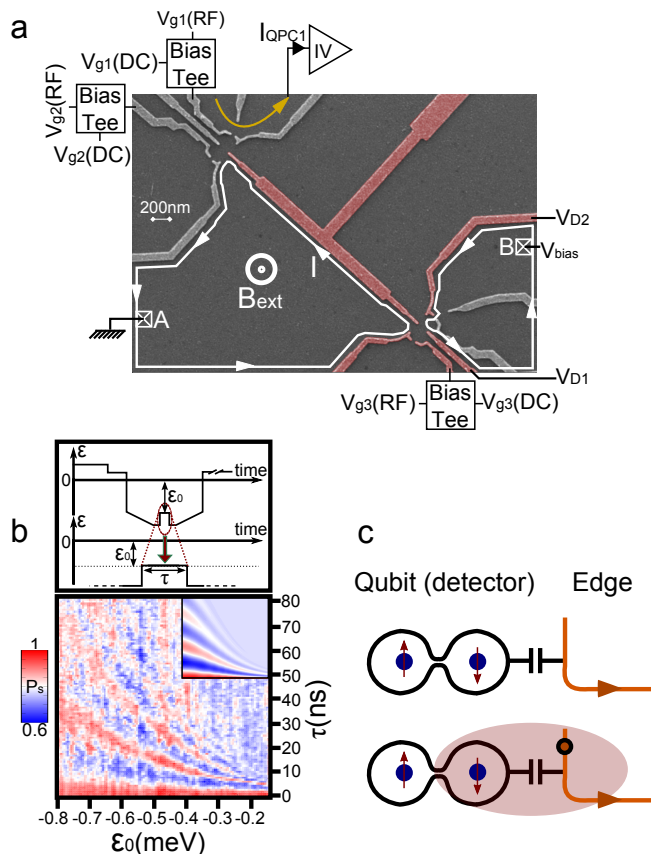 a
Vg1(RF)
IQPC1
IV
Vg1(DC)
Bias
Tee
Vg2(RF)
Bias
Tee
Vg2(DC)
200nm
VD2
B
Vbias
I
Bext
A
VD1
Vg3(RF)
Bias
Tee
Vg3(DC)
b
ε
time
0
ε0
ε
time
0
ε0
τ
1
Ps
0.6
80
70
60
50
40
30
20
10
0
τ(ns)
-0.8 -0.7 -0.6 -0.5 -0.4 -0.3 -0.2
ε0(meV)
c
Qubit (detector) Edge